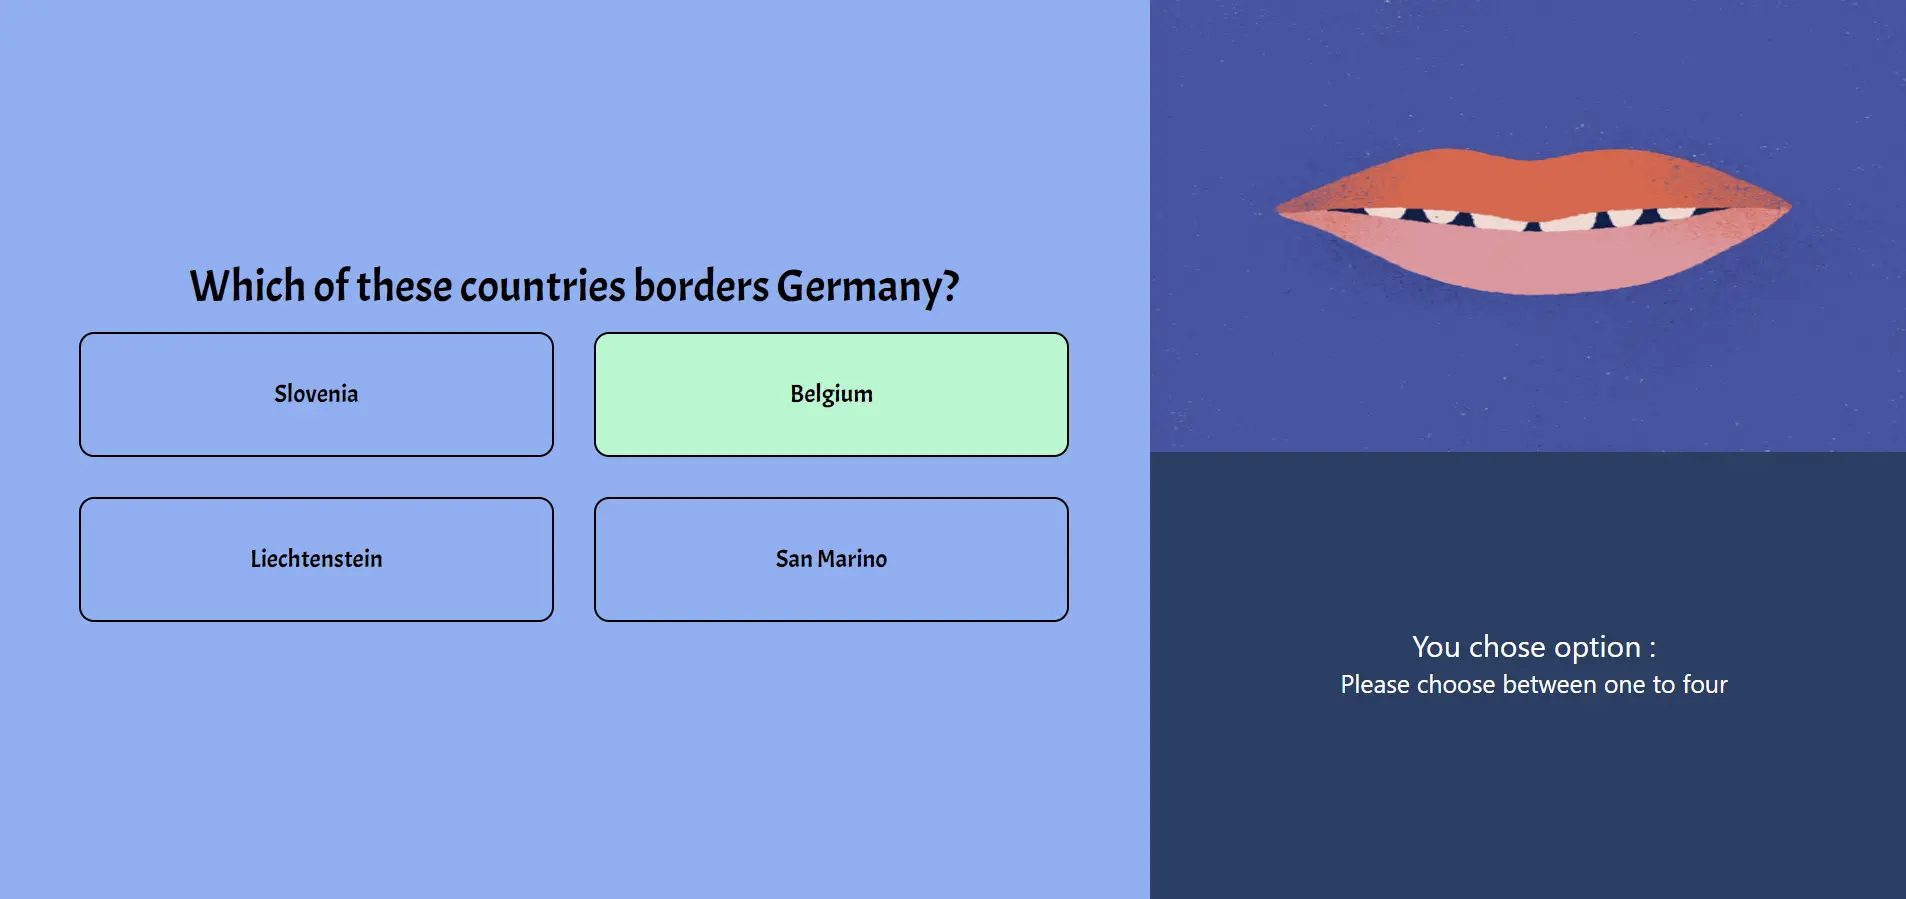 Which of these countries borders Germany?
Slovenia
Belgium
Liechtenstein
San Marino
You chose option :
Please choose between one to four